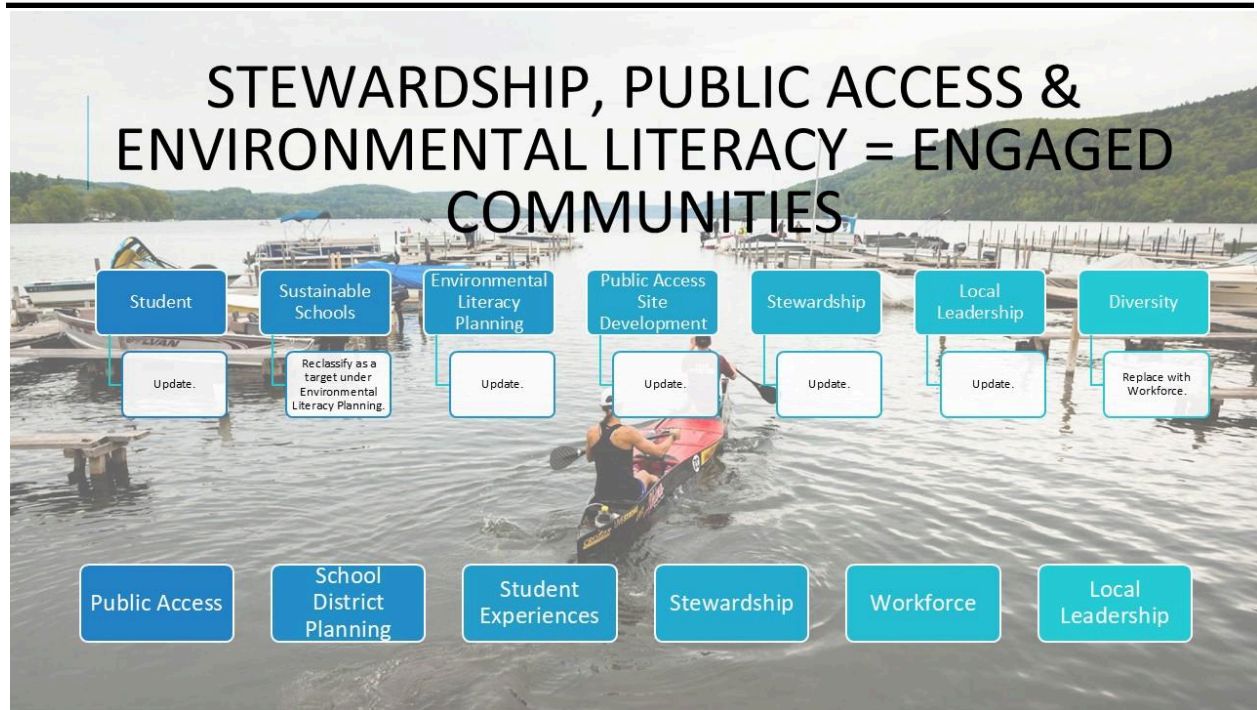 STEWARDSHIP, PUBLIC ACCESS &
ENVIRONMENTAL LITERACY = ENGAGED
COMMUNITIES
Student
Update.
Sustainable
Schools
Reclassify as a
target under
Environmental
Literacy Planning.
Environmental
Literacy
Planning
Update.
Public Access
Site
Development
Update.
Stewardship
Update.
Local
Leadership
Update.
Diversity
Replace with
Workforce.
SYLVAN
Public Access
School
District
Planning
Student
Experiences
Stewardship
Workforce
Local
Leadership